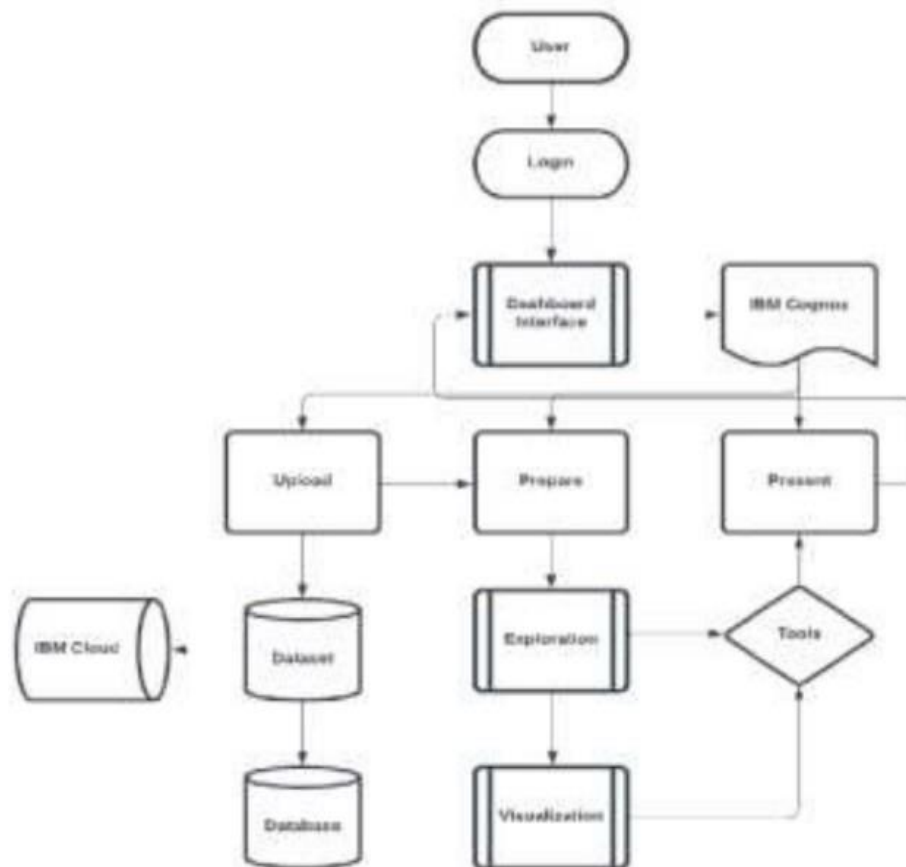 User
Login
Dashboard
Interface
IBM Cognos
Upload
Prepare
Present
IBM Cloud
Dataset
Exploration
Tools
Database
Visualization